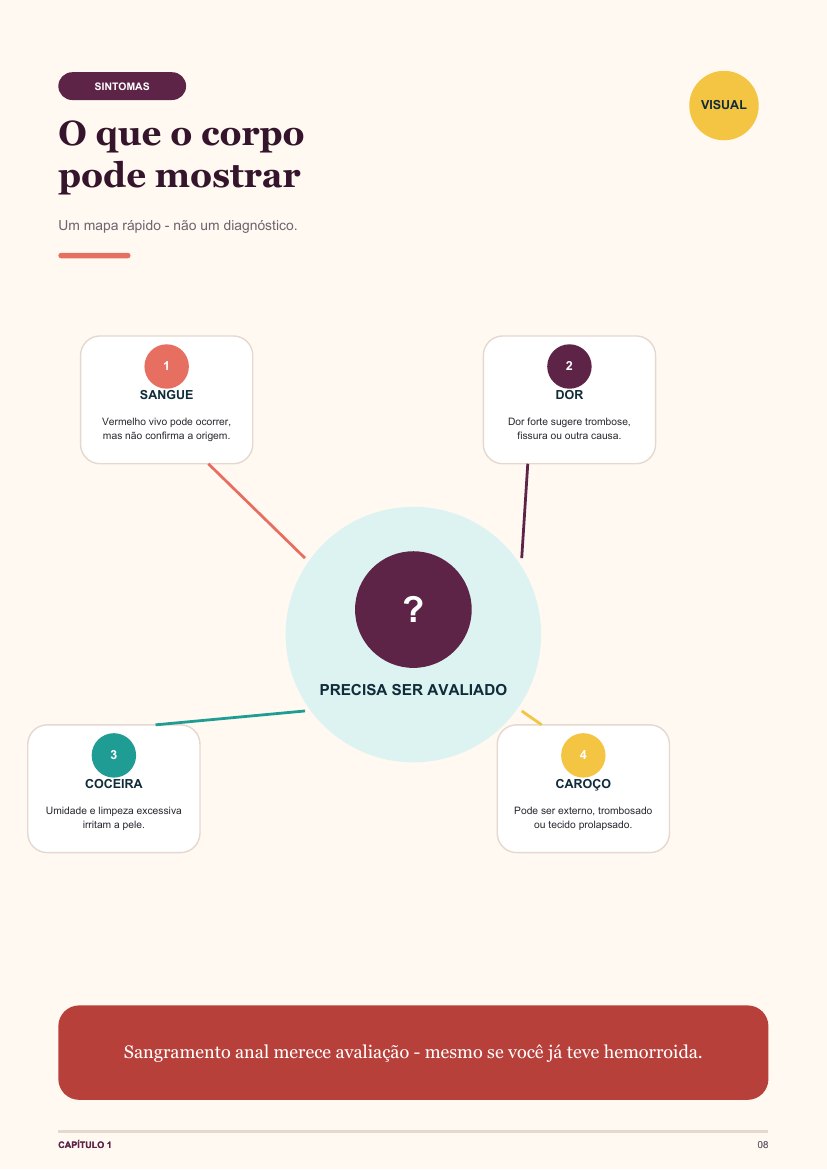 SINTOMAS
VISUAL
O que o corpo
pode mostrar
Um mapa rápido - não um diagnóstico.
1
SANGUE
Vermelho vivo pode ocorrer,
mas não confirma a origem.
2
DOR
Dor forte sugere trombose,
fissura ou outra causa.
?
PRECISA SER AVALIADO
3
COCEIRA
Umidade e limpeza excessiva
irritam a pele.
4
CAROÇO
Pode ser externo, trombosado
ou tecido prolapsado.
Sangramento anal merece avaliação - mesmo se você já teve hemorroida.
CAPÍTULO 1
08